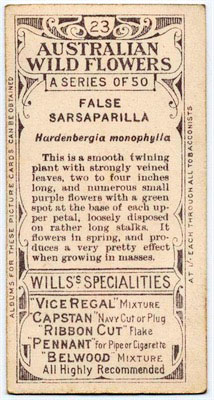 23
AUSTRALIAN
WILD FLOWERS
A SERIES OF 50
FALSE
SARSAPARILLA
Hardenbergia monophylla
This is a smooth twining
plant with strongly veined
leaves, two to four inches
long, and numerous small
purple flowers with a green
spot at the base of each up-
per petal, loosely disposed
on rather long stalks. It
flowers in spring, and pro-
duces a very pretty effect
when growing in masses.
WILLS'S SPECIALITIES
"VICE REGAL" MIXTURE
"CAPSTAN" NAVY CUT or PLUG
"RIBBON CUT" Flake
"PENNANT" for Pipe or Cigarette
"BELWOOD" MIXTURE
All Highly Recommended
ALBUMS FOR THESE PICTURE CARDS CAN BE OBTAINED
AT 1/- EACH THROUGH ALL TOBACCONISTS